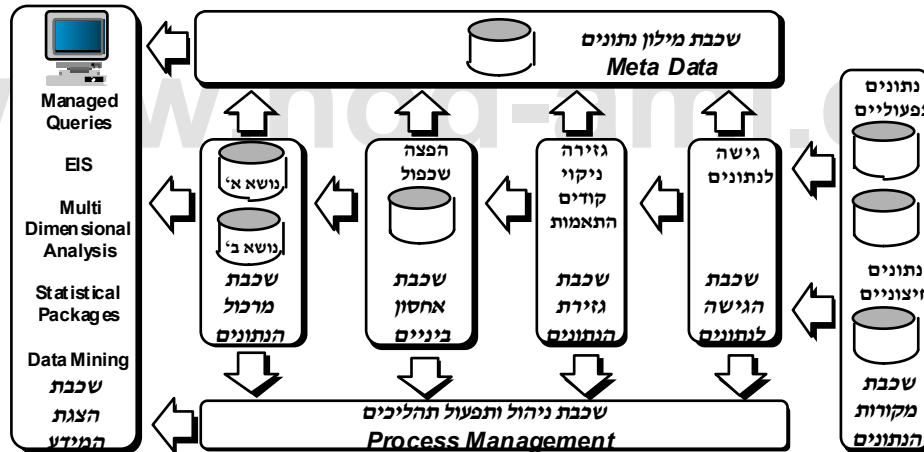 שכבת מילון נתונים
Meta Data
Managed
Queries
EIS
Multi
Dimensional
Analysis
Statistical
Packages
Data Mining
שכבת
הצגת
המידע
נושא א'
נושא ב'
שכבת
מרכול
הנתונים
הפצה
שכפול
שכבת
אחסון
ביניים
גזירה
ניקוי
קודים
התאמות
שכבת
גזירת
הנתונים
גישה
לנתונים
שכבת
הגישה
לנתונים
נתונים
תפעוליים
נתונים
חיצוניים
שכבת
מקורות
הנתונים
שכבת ניהול ותפעול תהליכים
Process Management